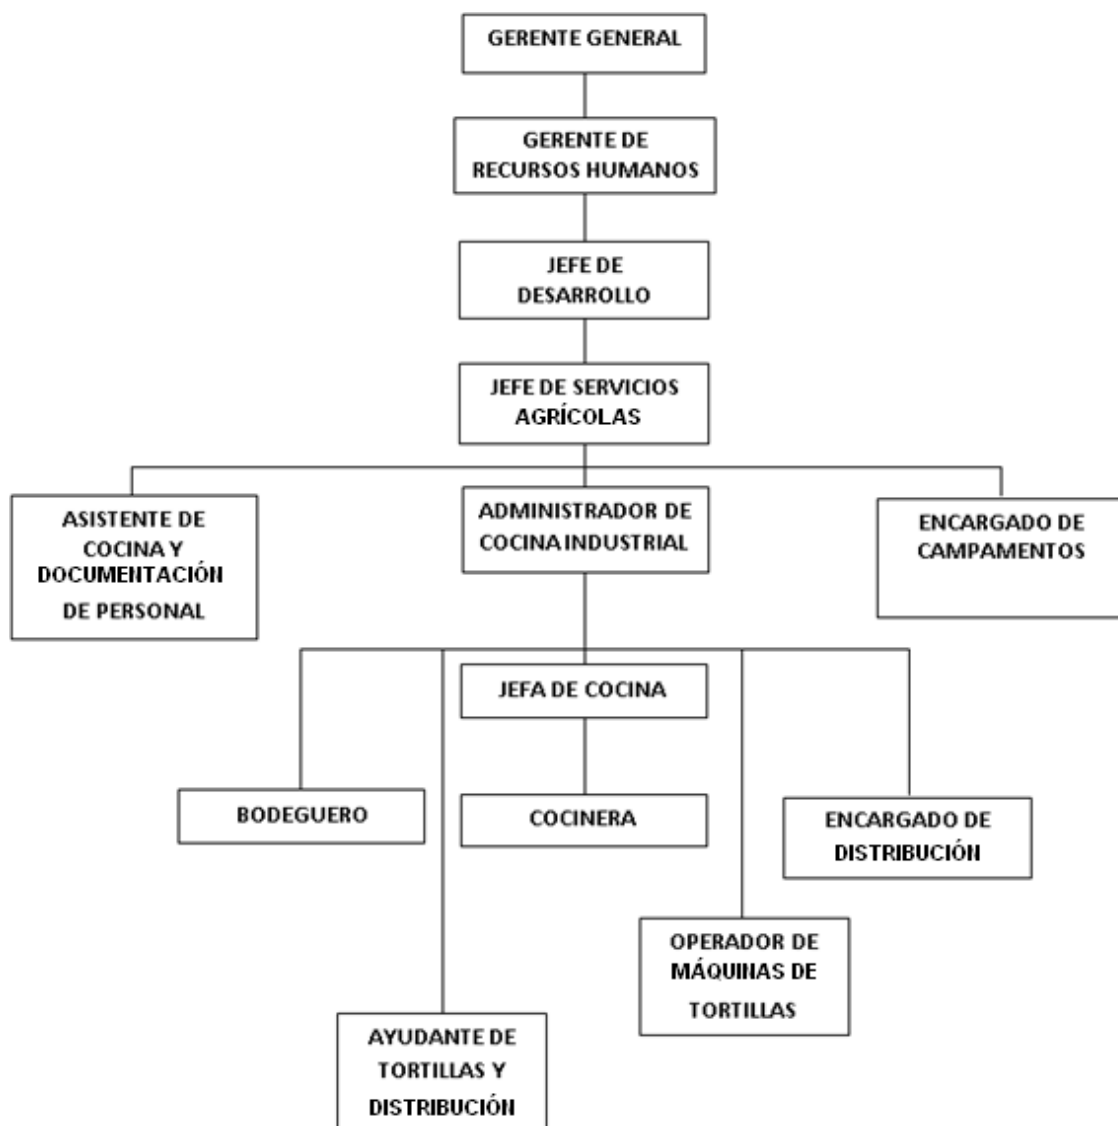 GERENTE GENERAL
GERENTE DE
RECURSOS HUMANOS
JEFE DE
DESARROLLO
JEFE DE SERVICIOS
AGRÍCOLAS
ASISTENTE DE
COCINA Y
DOCUMENTACIÓN
DE PERSONAL
ADMINISTRADOR DE
COCINA INDUSTRIAL
ENCARGADO DE
CAMPAMENTOS
JEFA DE COCINA
BODEGUERO
COCINERA
ENCARGADO DE
DISTRIBUCIÓN
OPERADOR DE
MÁQUINAS DE
TORTILLAS
AYUDANTE DE
TORTILLAS Y
DISTRIBUCIÓN